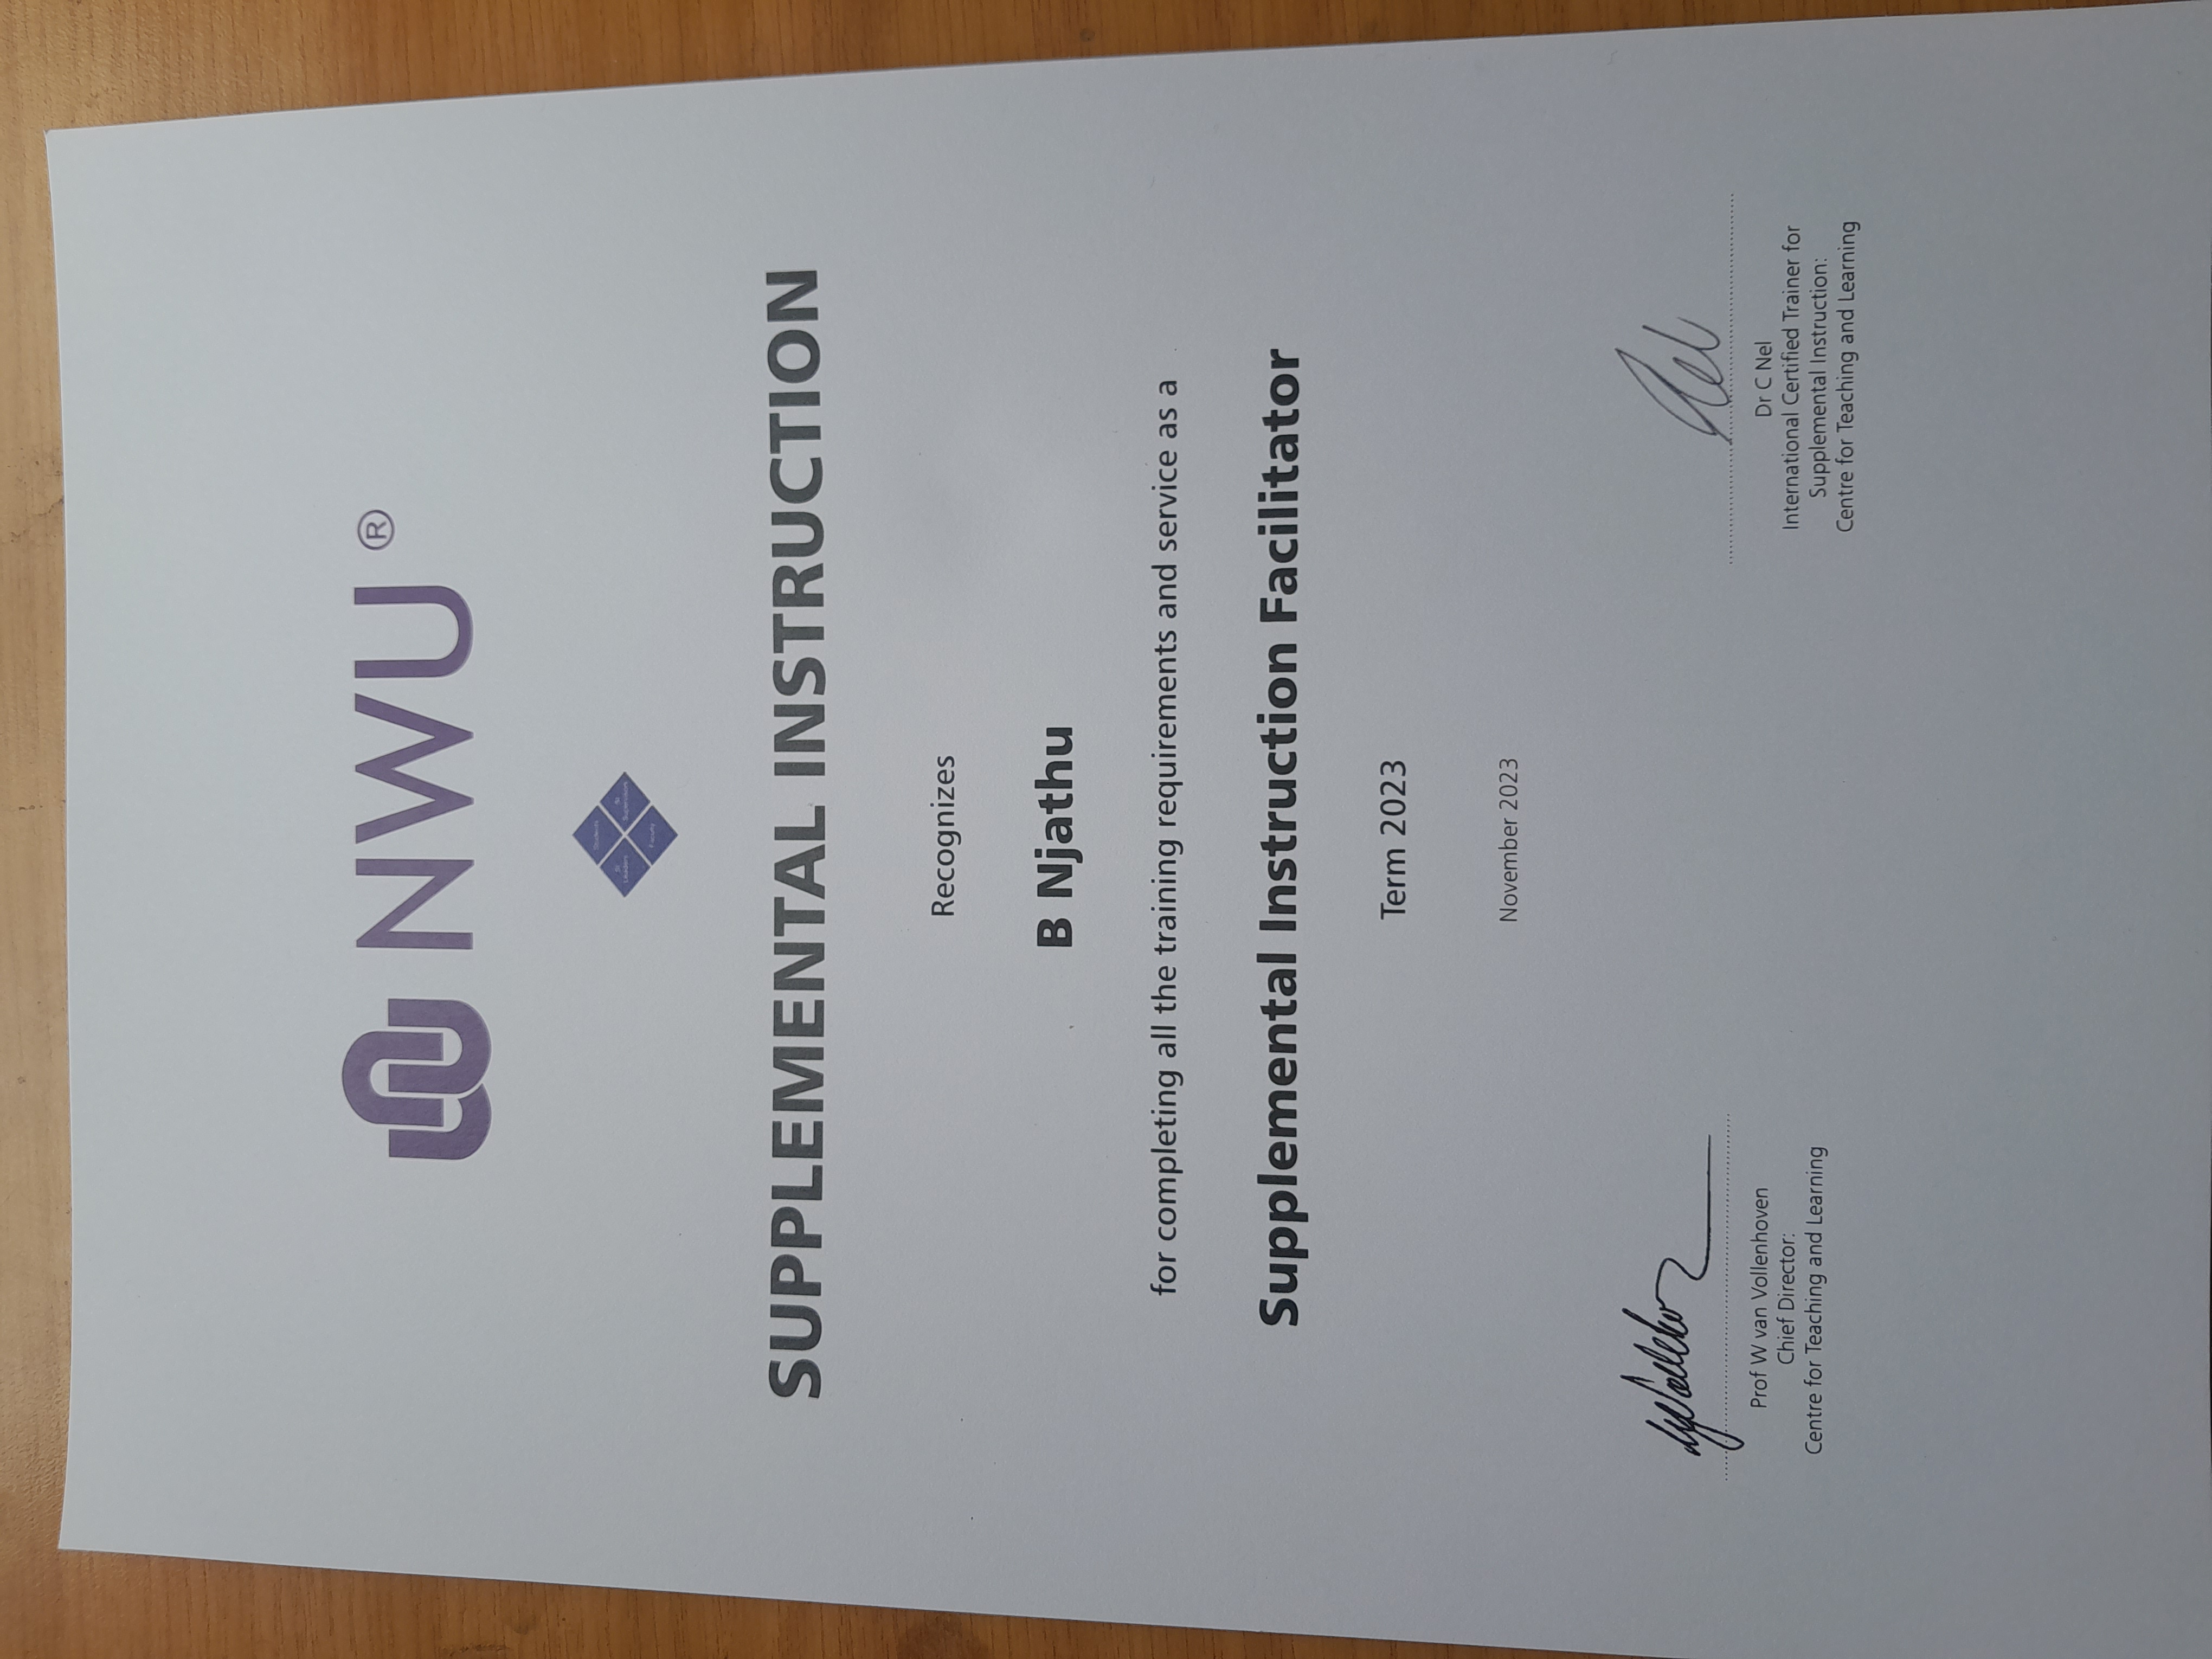 NWU ®
Students
SI Leaders
SI Supervisors
Faculty
SUPPLEMENTAL INSTRUCTION
Recognizes
B Njathu
for completing all the training requirements and service as a
Supplemental Instruction Facilitator
Term 2023
November 2023
Prof W van Vollenhoven
Chief Director:
Centre for Teaching and Learning
Dr C Nel
International Certified Trainer for
Supplemental Instruction:
Centre for Teaching and Learning